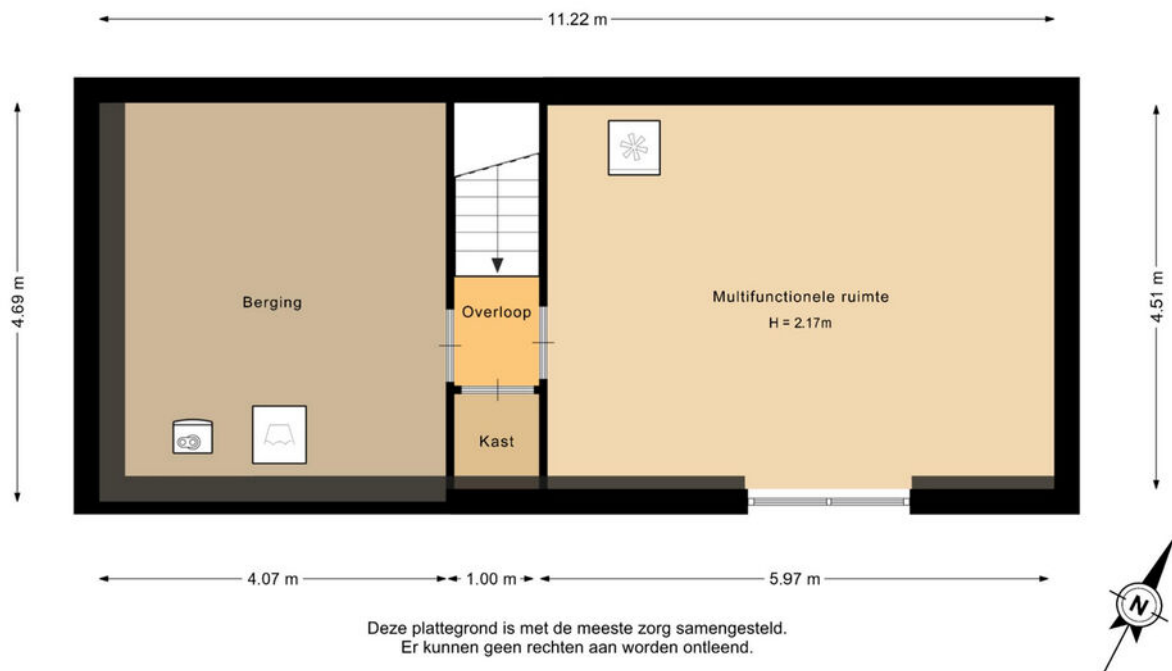 11.22 m
4.69 m
4.51 m
Berging
Overloop
Multifunctionele ruimte
H = 2.17m
Kast
4.07 m
1.00 m
5.97 m
N
Deze plattegrond is met de meeste zorg samengesteld.
Er kunnen geen rechten aan worden ontleend.